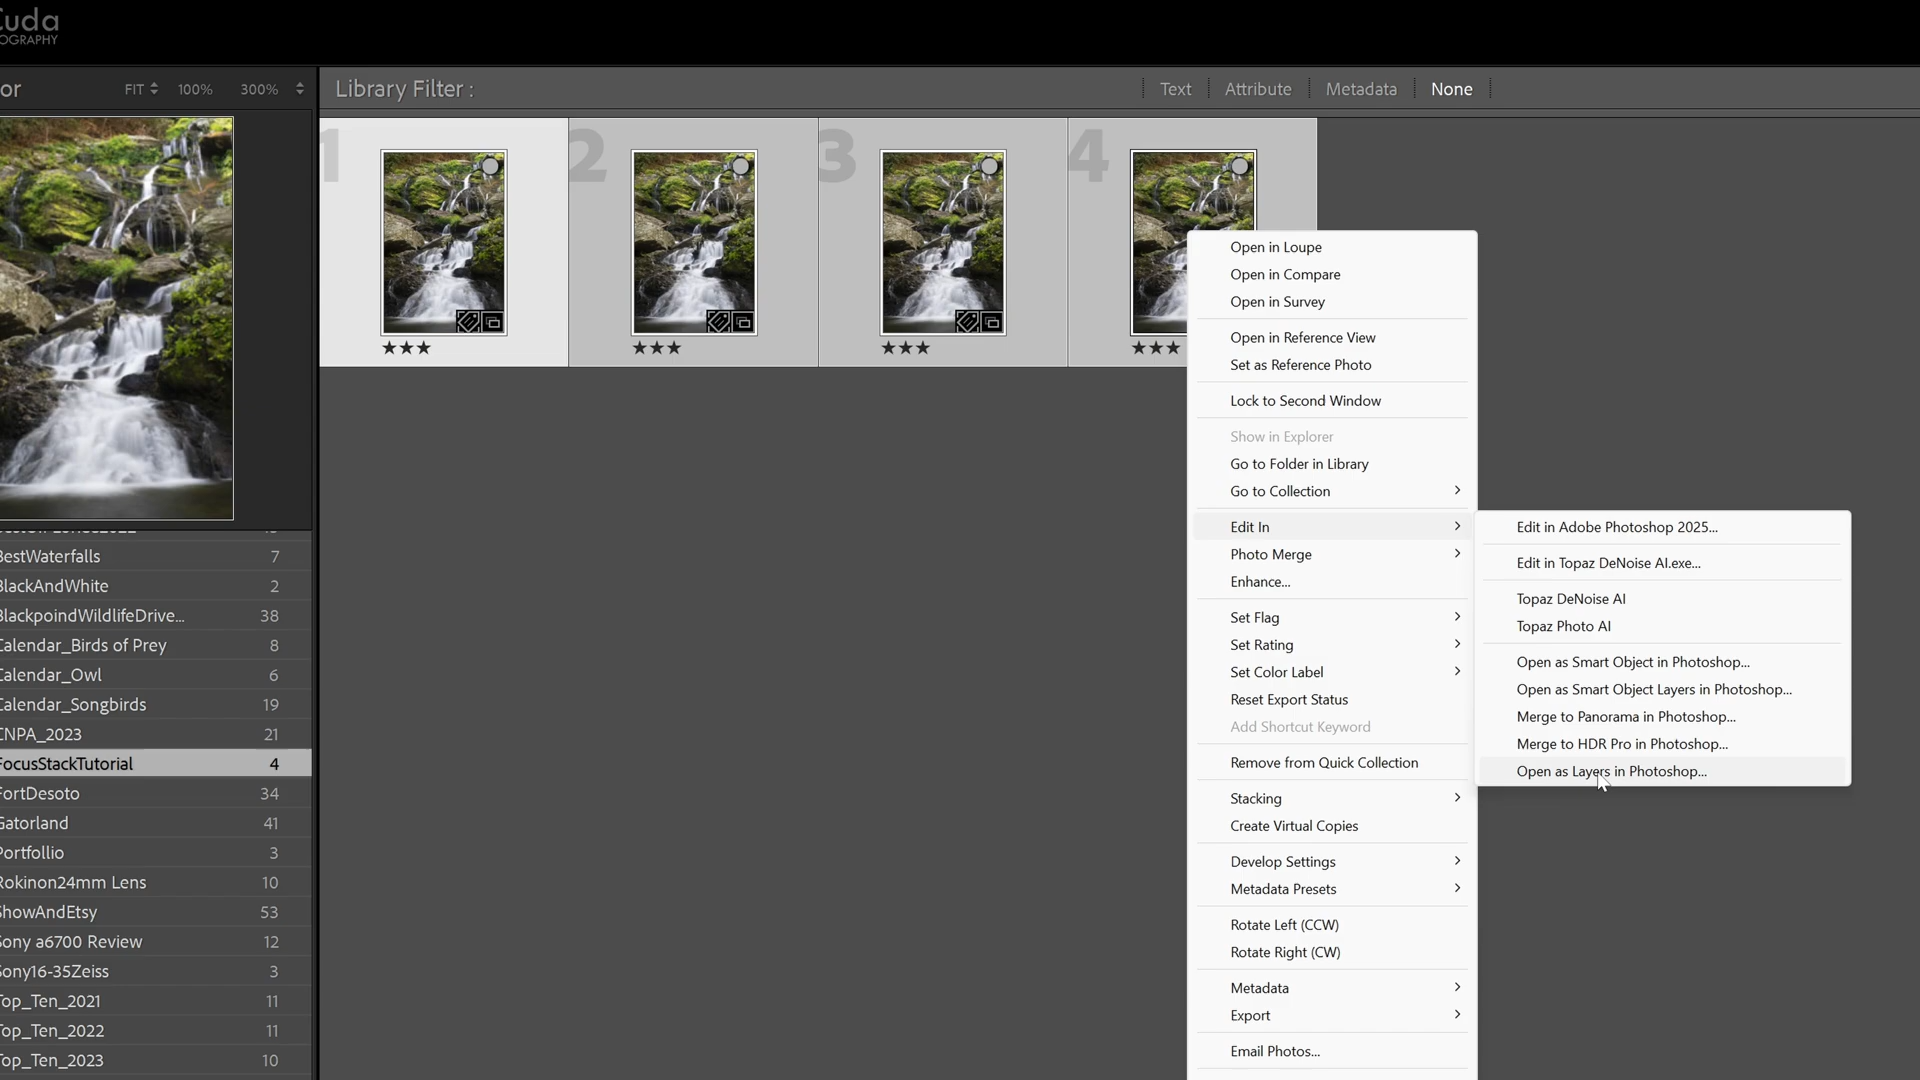 Cuda
OGRAPHY
or
FIT
100%
300%
Library Filter :
Text
Attribute
Metadata
None
1
2
3
4
BestWaterfalls 7
BlackAndWhite 2
BlackpoindWildlifeDrive... 38
Calendar_Birds of Prey 8
Calendar_Owl 6
Calendar_Songbirds 19
CNPA_2023 21
FocusStackTutorial 4
FortDesoto 34
Gatorland 41
Portfollio 3
Rokinon24mm Lens 10
ShowAndEtsy 53
Sony a6700 Review 12
Sony16-35Zeiss 3
Top_Ten_2021 11
Top_Ten_2022 11
Top_Ten_2023 10
Open in Loupe
Open in Compare
Open in Survey
Open in Reference View
Set as Reference Photo
Lock to Second Window
Show in Explorer
Go to Folder in Library
Go to Collection
Edit In
Photo Merge
Enhance...
Set Flag
Set Rating
Set Color Label
Reset Export Status
Add Shortcut Keyword
Remove from Quick Collection
Stacking
Create Virtual Copies
Develop Settings
Metadata Presets
Rotate Left (CCW)
Rotate Right (CW)
Metadata
Export
Email Photos...
Edit in Adobe Photoshop 2025...
Edit in Topaz DeNoise AI.exe...
Topaz DeNoise AI
Topaz Photo AI
Open as Smart Object in Photoshop...
Open as Smart Object Layers in Photoshop...
Merge to Panorama in Photoshop...
Merge to HDR Pro in Photoshop...
Open as Layers in Photoshop...